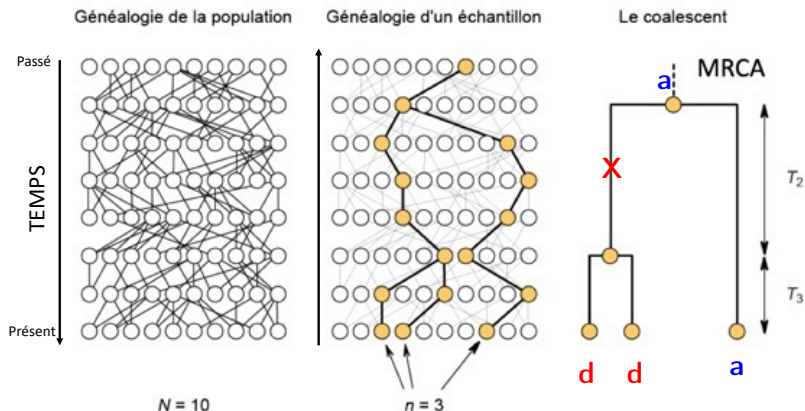 Généalogie de la population
Généalogie d'un échantillon
Le coalescent
Passé
TEMPS
Présent
N = 10
n = 3
MRCA
a
X
T2
T3
d
d
a